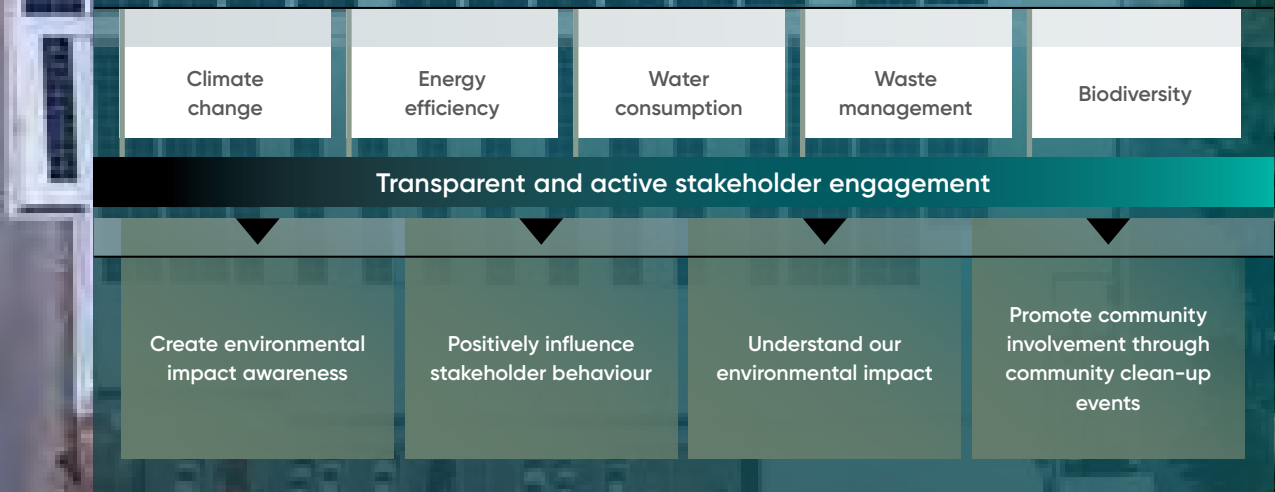 Climate
change
Energy
efficiency
Water
consumption
Waste
management
Biodiversity
Transparent and active stakeholder engagement
Create environmental
impact awareness
Positively influence
stakeholder behaviour
Understand our
environmental impact
Promote community
involvement through
community clean-up
events